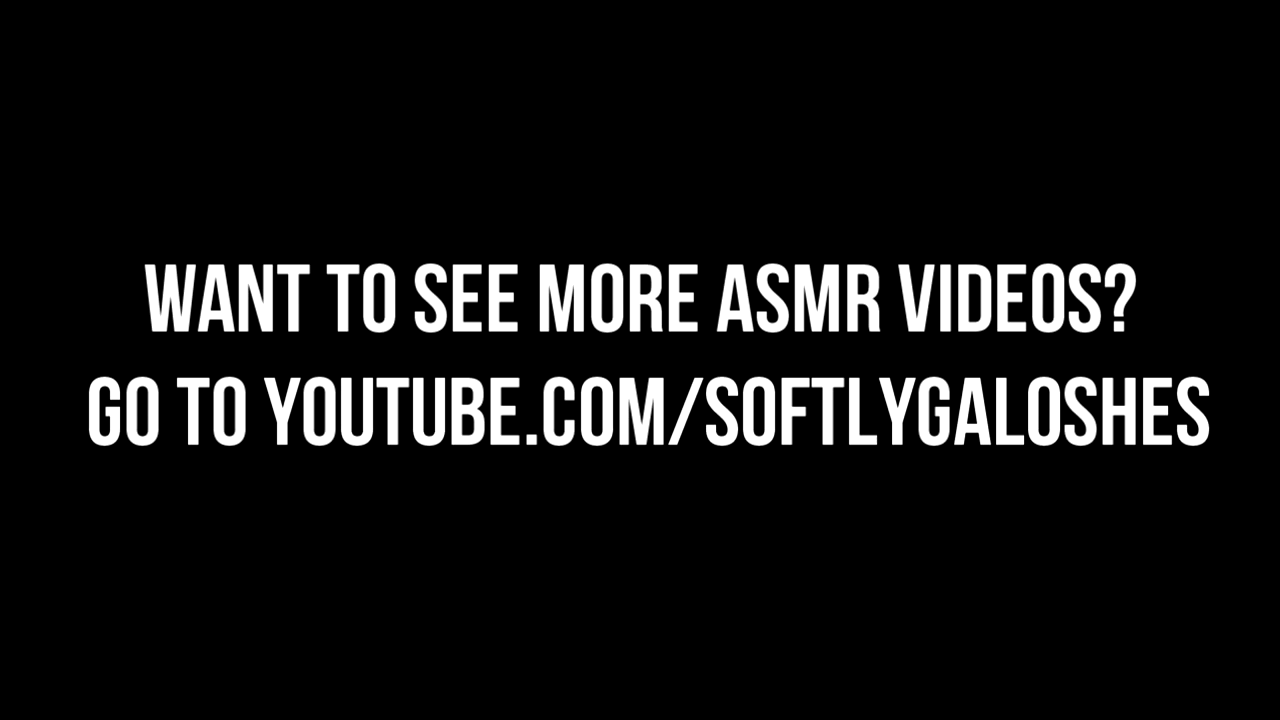 WANT TO SEE MORE ASMR VIDEOS?
GO TO YOUTUBE.COM/SOFTLYGALOSHES